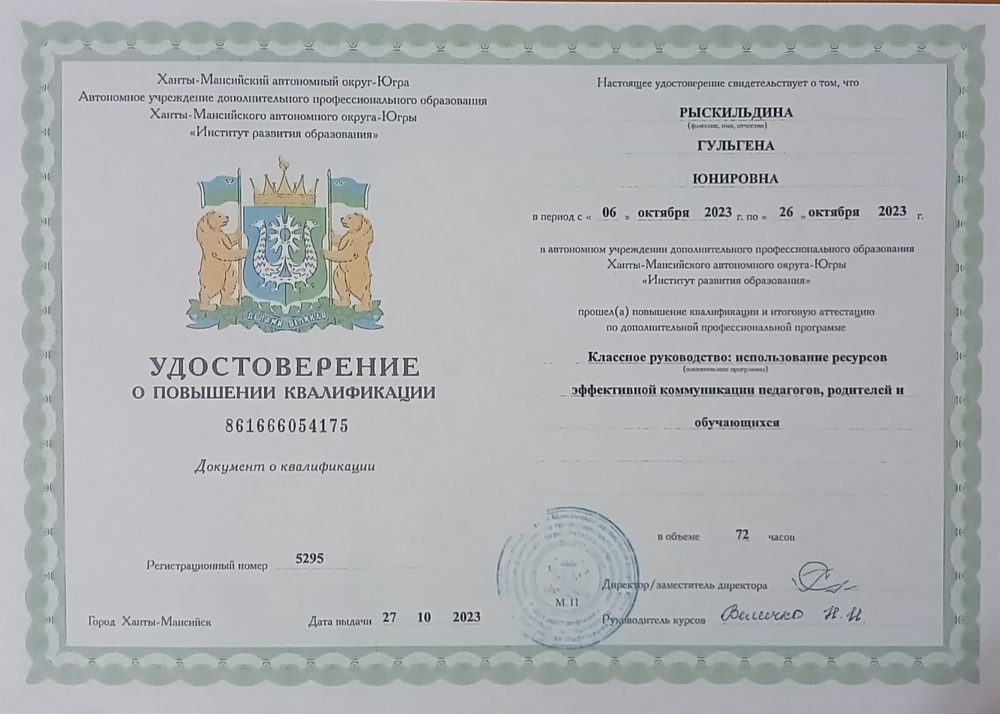 Ханты-Мансийский автономный округ-Югра
Автономное учреждение дополнительного профессионального образования
Ханты-Мансийского автономного округа-Югры
«Институт развития образования»
ДЕЛАМИ ВЕЛИКАЯ
УДОСТОВЕРЕНИЕ
О ПОВЫШЕНИИ КВАЛИФИКАЦИИ
861666054175
Документ о квалификации
Регистрационный номер 5295
Город Ханты-Мансийск Дата выдачи 27 10 2023
Настоящее удостоверение свидетельствует о том, что
РЫСКИЛЬДИНА
(фамилия, имя, отчество)
ГУЛЬГЕНА
ЮНИРОВНА
в период с « 06 » октября 2023 г. по « 26 » октября 2023 г.
в автономном учреждении дополнительного профессионального образования
Ханты-Мансийского автономного округа-Югры
«Институт развития образования»
прошел(а) повышение квалификации и итоговую аттестацию
по дополнительной профессиональной программе
Классное руководство: использование ресурсов
(наименование программы)
эффективной коммуникации педагогов, родителей и
обучающихся
в объеме 72 часов
Директор/заместитель директора
М. П
Руководитель курсов Величко Н. И.